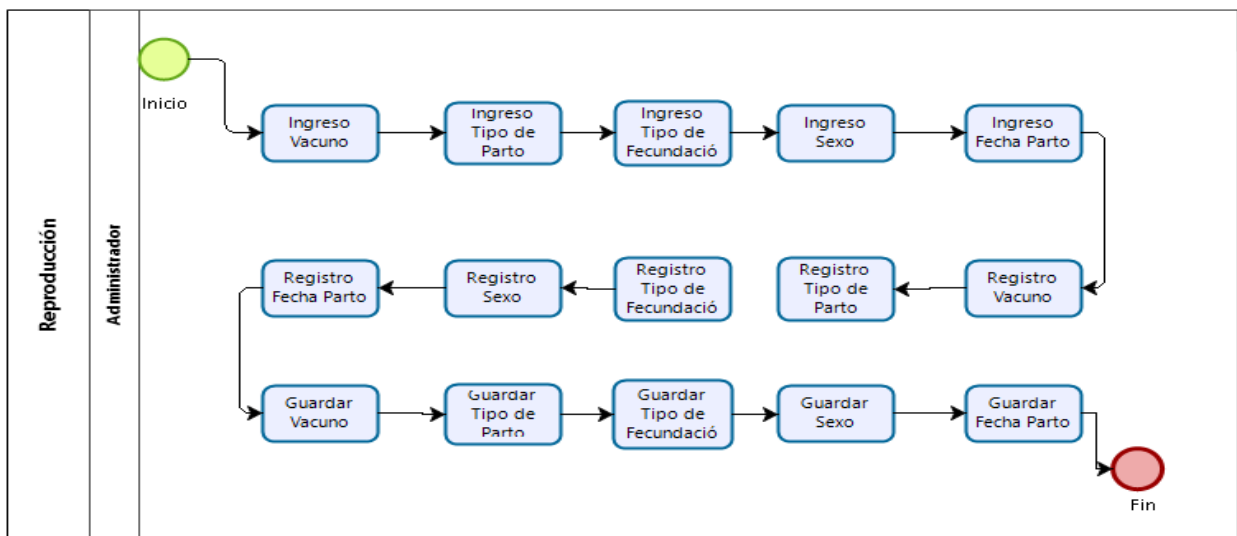 Reproducción
Administrador
Inicio
Ingreso
Vacuno
Ingreso
Tipo de
Parto
Ingreso
Tipo de
Fecundació
Ingreso
Sexo
Ingreso
Fecha Parto
Registro
Fecha Parto
Registro
Sexo
Registro
Tipo de
Fecundació
Registro
Tipo de
Parto
Registro
Vacuno
Guardar
Vacuno
Guardar
Tipo de
Parto
Guardar
Tipo de
Fecundació
Guardar
Sexo
Guardar
Fecha Parto
Fin